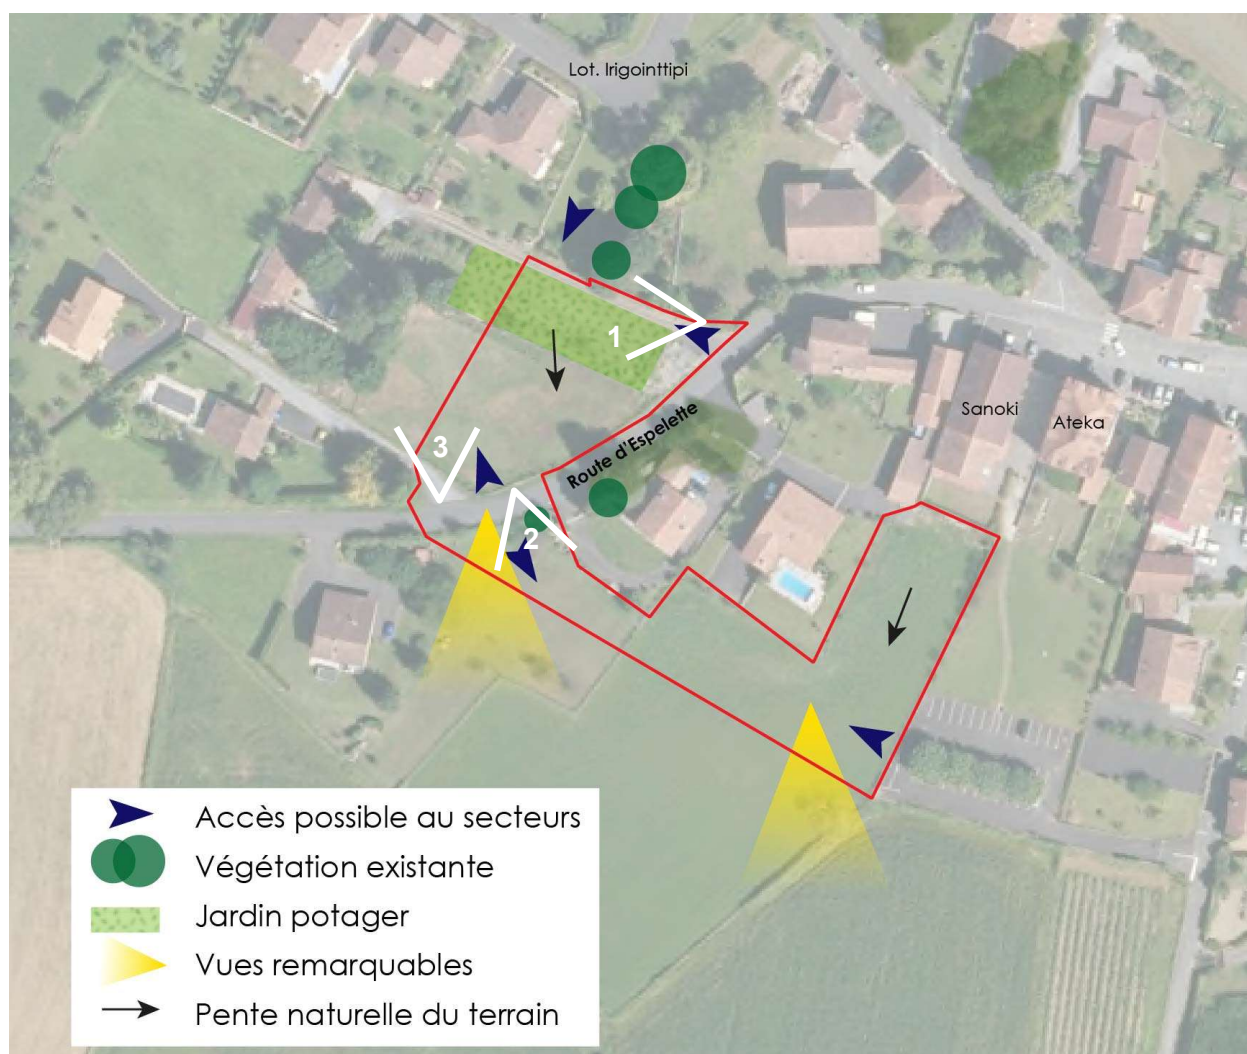 Lot. Irigointtipi
1
Sanoki
Ateka
Route d'Espelette
3
2
Accès possible au secteurs
Végétation existante
Jardin potager
Vues remarquables
Pente naturelle du terrain